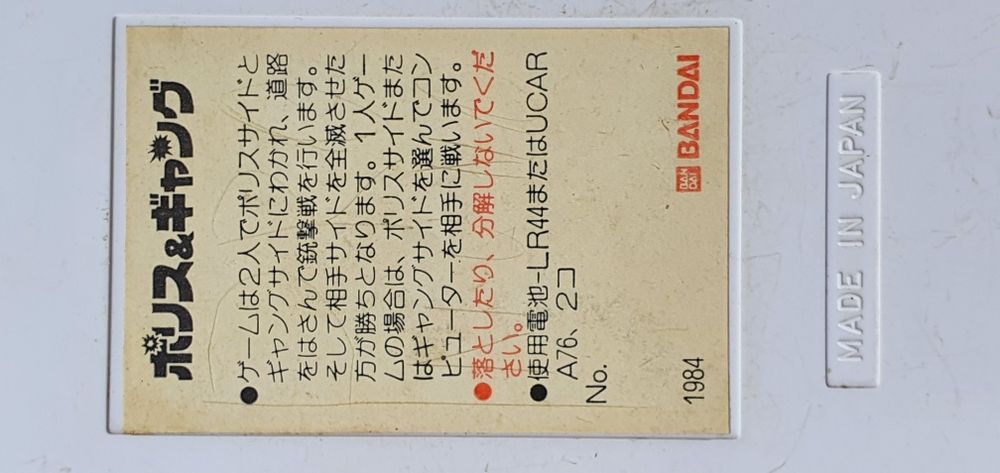 ポリス&ギャング
●ゲームは2人でポリスサイドと
ギャングサイドにわかれ、道路
をはさんで銃撃戦を行います。
そして相手サイドを全滅させた
方が勝ちとなります。1人ゲー
ムの場合は、ポリスサイドまた
はギャングサイドを選んでコン
ピューターを相手に戦います。
●落としたり、分解しないでくだ
さい。
●使用電池-LR44またはUCAR
A76、2コ
No.
1984
BAN
DAI
BANDAI
MADE IN JAPAN